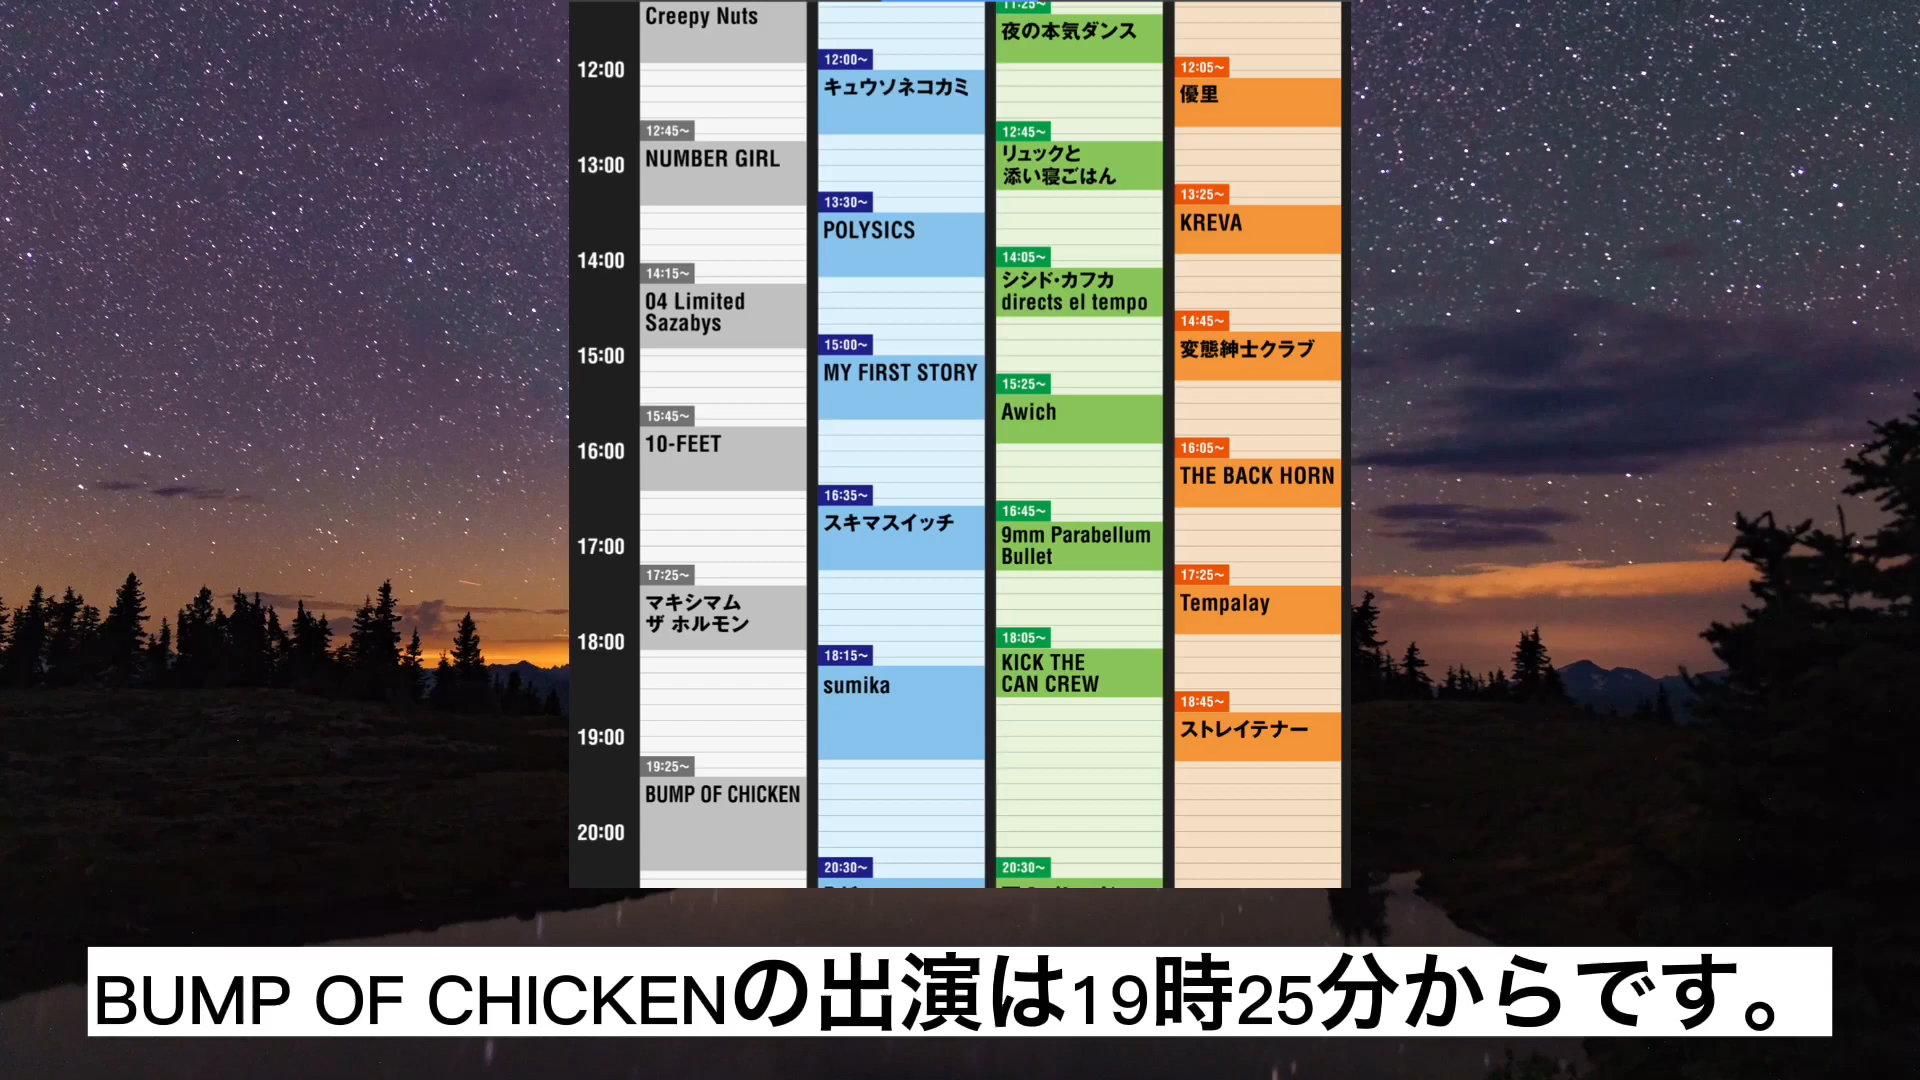 12:00
13:00
14:00
15:00
16:00
17:00
18:00
19:00
20:00
Creepy Nuts
12:45～
NUMBER GIRL
14:15～
04 Limited
Sazabys
15:45～
10-FEET
17:25～
マキシマム
ザ ホルモン
19:25～
BUMP OF CHICKEN
12:00～
キュウソネコカミ
13:30～
POLYSICS
15:00～
MY FIRST STORY
16:35～
スキマスイッチ
18:15～
sumika
20:30～
11:25～
夜の本気ダンス
12:45～
リュックと
添い寝ごはん
14:05～
シシド・カフカ
directs el tempo
15:25～
Awich
16:45～
9mm Parabellum
Bullet
18:05～
KICK THE
CAN CREW
20:30～
12:05～
優里
13:25～
KREVA
14:45～
変態紳士クラブ
16:05～
THE BACK HORN
17:25～
Tempalay
18:45～
ストレイテナー
BUMP OF CHICKENの出演は19時25分からです。